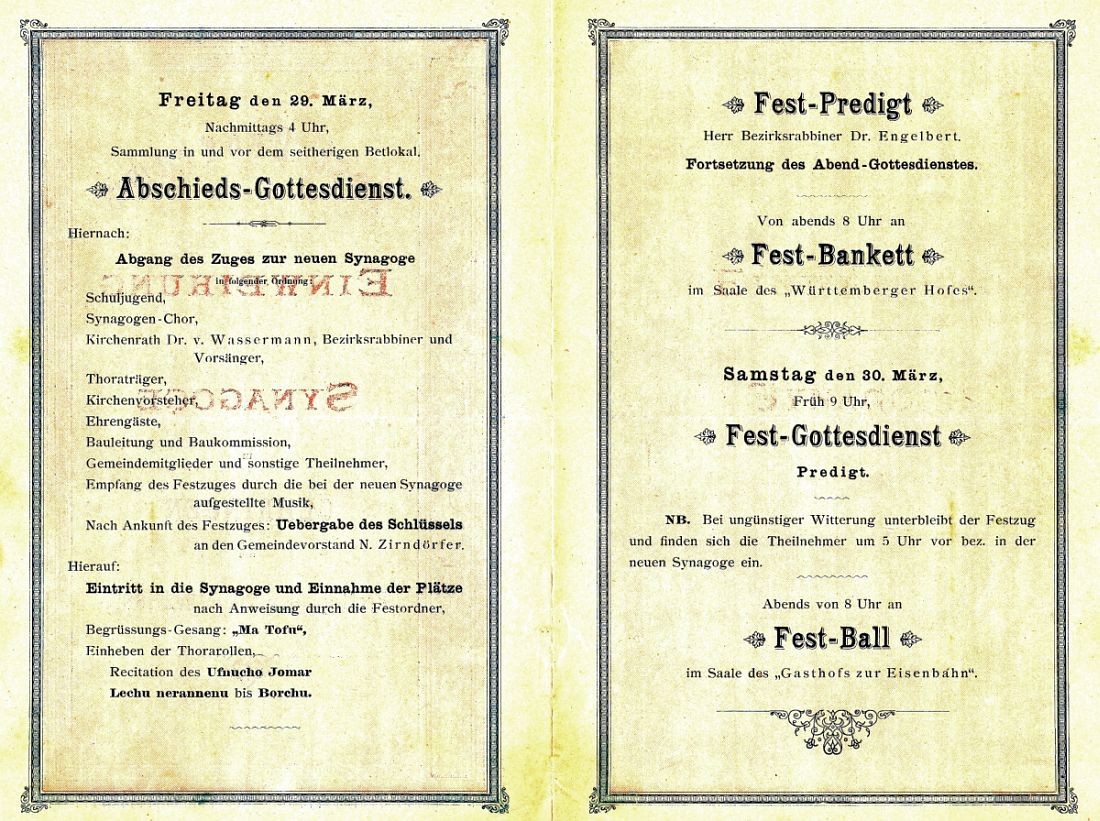 Freitag den 29. März,
Nachmittags 4 Uhr,
Sammlung in und vor dem seitherigen Betlokal.
Abschieds-Gottesdienst.
Hiernach:
Abgang des Zuges zur neuen Synagoge
in folgender Ordnung:
Schuljugend,
Synagogen-Chor,
Kirchenrath Dr. v. Wassermann, Bezirksrabbiner und
Vorsänger,
Thoraträger,
Kirchenvorsteher,
Ehrengäste,
Bauleitung und Baukommission,
Gemeindemitglieder und sonstige Theilnehmer,
Empfang des Festzuges durch die bei der neuen Synagoge
aufgestellte Musik,
Nach Ankunft des Festzuges: Uebergabe des Schlüssels
an den Gemeindevorstand N. Zirndörfer.
Hierauf:
Eintritt in die Synagoge und Einnahme der Plätze
nach Anweisung durch die Festordner,
Begrüssungs-Gesang: „Ma Tofu“,
Einheben der Thorarollen,
Recitation des Ufnucho Jomar
Lechu nerannenu bis Borchu.
EINWEIHUNG
SYNAGOGE
Fest-Predigt
Herr Bezirksrabbiner Dr. Engelbert.
Fortsetzung des Abend-Gottesdienstes.
Von abends 8 Uhr an
Fest-Bankett
im Saale des „Württemberger Hofes“.
Samstag den 30. März,
Früh 9 Uhr,
Fest-Gottesdienst
Predigt.
NB. Bei ungünstiger Witterung unterbleibt der Festzug
und finden sich die Theilnehmer um 5 Uhr vor bez. in der
neuen Synagoge ein.
Abends von 8 Uhr an
Fest-Ball
im Saale des „Gasthofs zur Eisenbahn“.